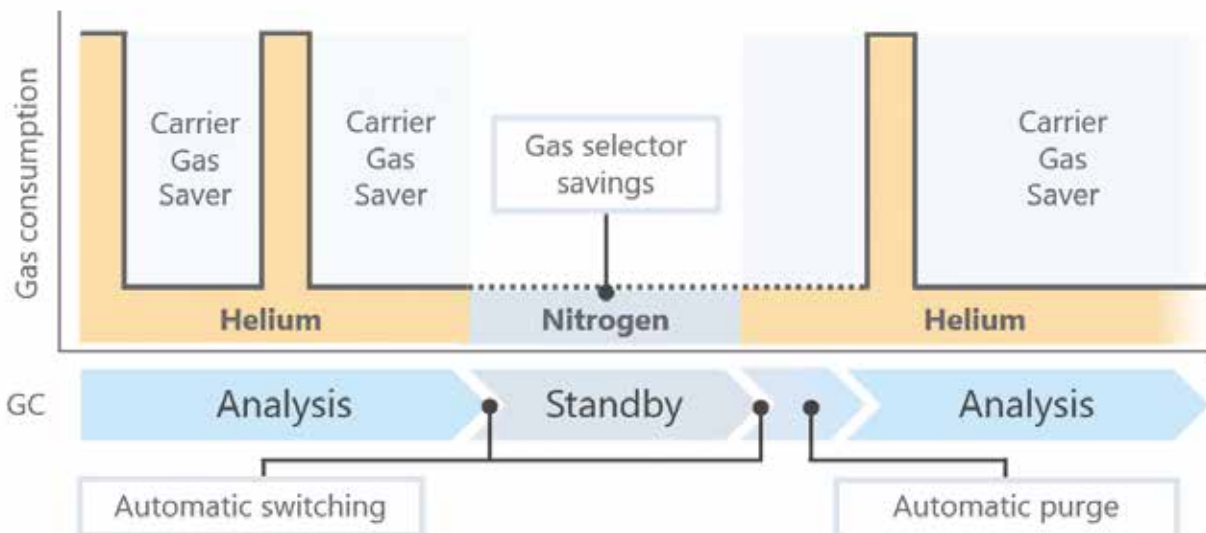 Gas consumption
Carrier
Gas
Saver
Carrier
Gas
Saver
Gas selector
savings
Carrier
Gas
Saver
Helium
Nitrogen
Helium
GC
Analysis
Standby
Analysis
Automatic switching
Automatic purge